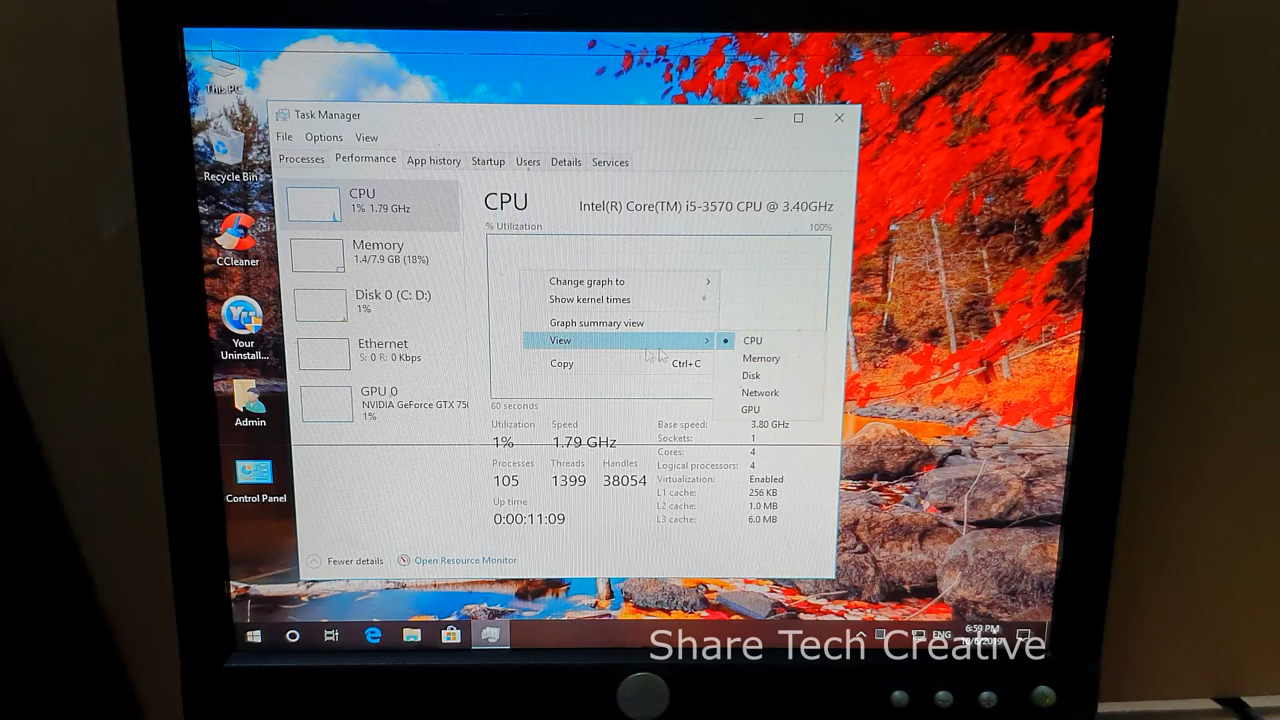 This PC
Recycle Bin
CCleaner
Your
Uninstall...
Admin
Control Panel
Task Manager
File Options View
Processes Performance App history Startup Users Details Services
CPU
1% 1.79 GHz
Memory
1.4/7.9 GB (18%)
Disk 0 (C: D:)
1%
Ethernet
S: 0 R: 0 Kbps
GPU 0
NVIDIA GeForce GTX 750
1%
CPU Intel(R) Core(TM) i5-3570 CPU @ 3.40GHz
% Utilization 100%
Change graph to
Show kernel times
Graph summary view
View
Copy Ctrl+C
CPU
Memory
Disk
Network
GPU
60 seconds
Utilization Speed
1% 1.79 GHz
Processes Threads Handles
105 1399 38054
Up time
0:00:11:09
Base speed: 3.80 GHz
Sockets: 1
Cores: 4
Logical processors: 4
Virtualization: Enabled
L1 cache: 256 KB
L2 cache: 1.0 MB
L3 cache: 6.0 MB
Fewer details Open Resource Monitor
ENG
6:59 PM
10/6/2019
Share Tech Creative